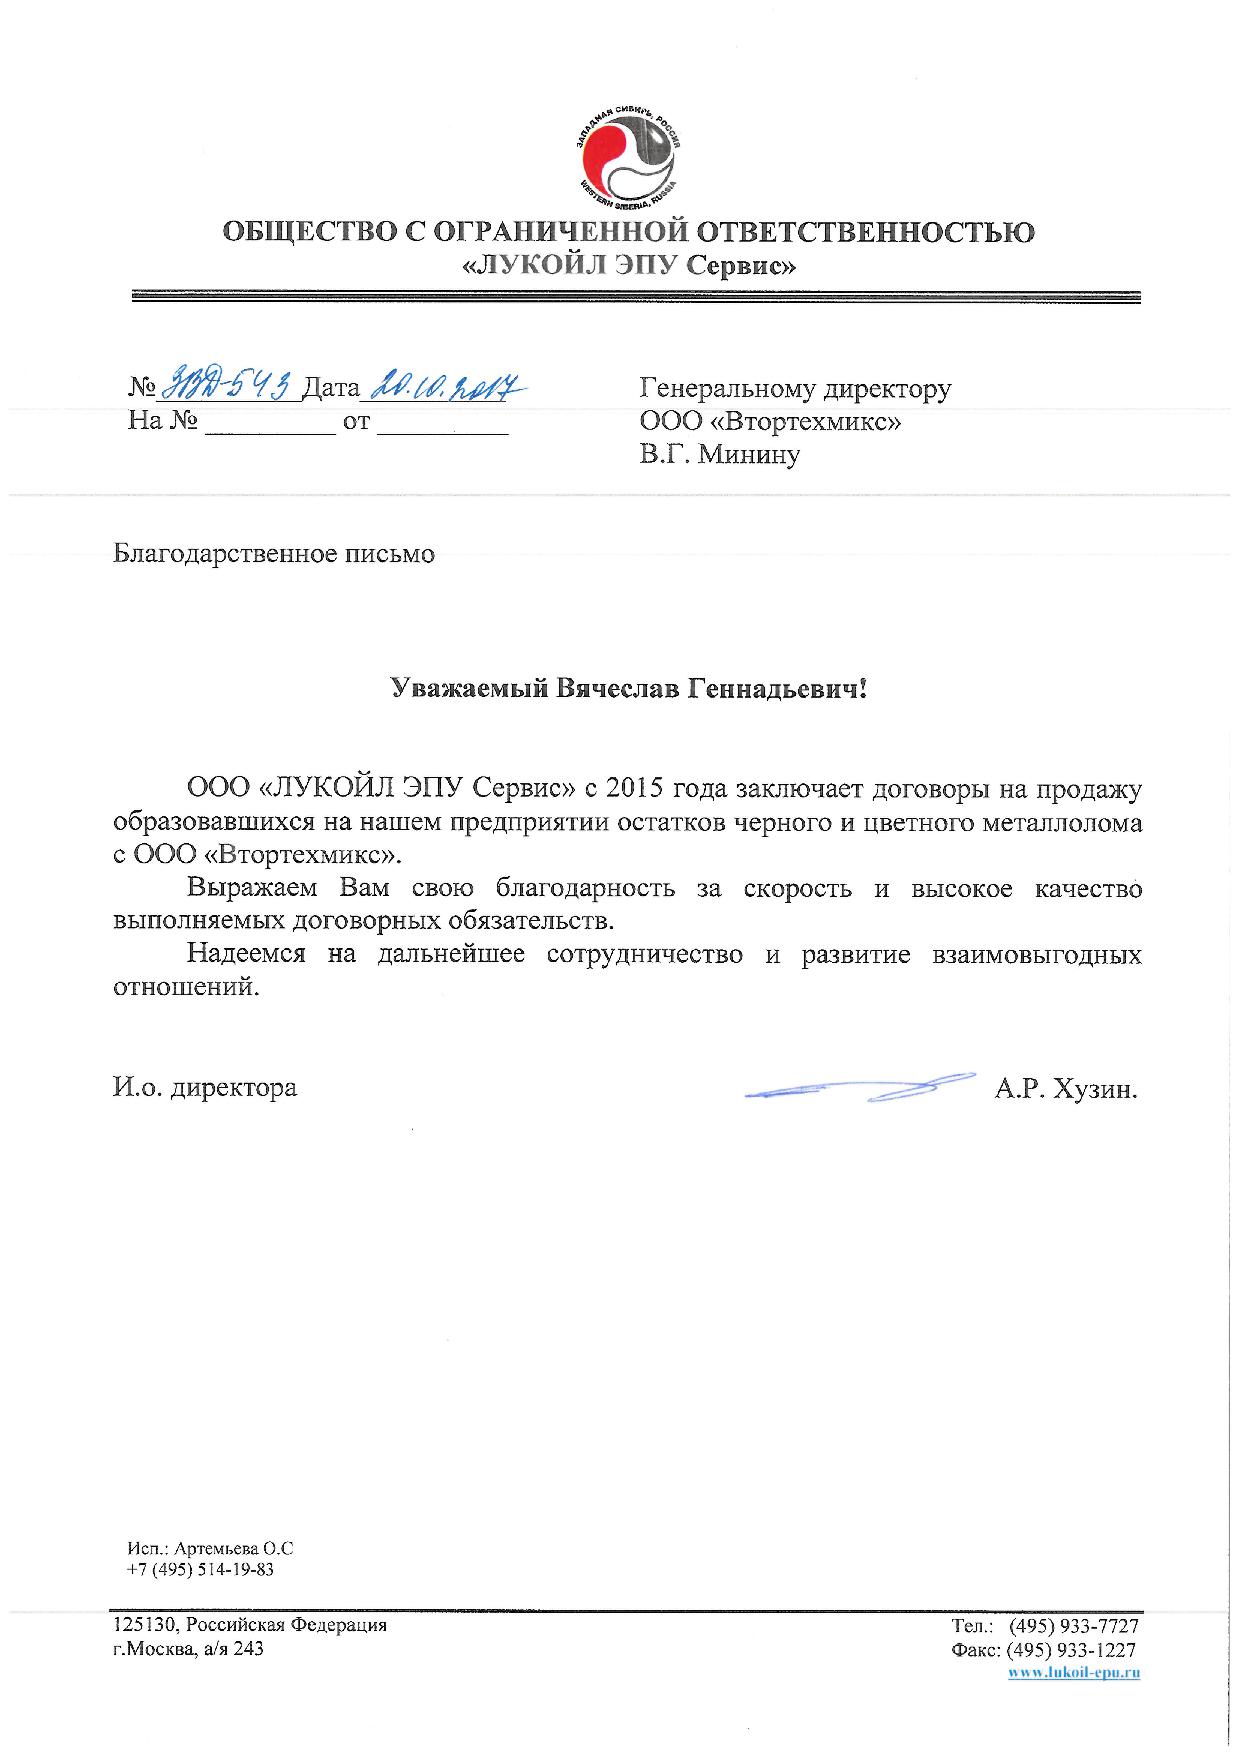 ЗАПАДНАЯ СИБИРЬ, РОССИЯ
WESTERN SIBERIA, RUSSIA
ОБЩЕСТВО С ОГРАНИЧЕННОЙ ОТВЕТСТВЕННОСТЬЮ
«ЛУКОЙЛ ЭПУ Сервис»
№ ЗВД-543 Дата 20.10.2017
На № __________ от __________
Генеральному директору
ООО «Втортехмикс»
В.Г. Минину
Благодарственное письмо
Уважаемый Вячеслав Геннадьевич!
ООО «ЛУКОЙЛ ЭПУ Сервис» с 2015 года заключает договоры на продажу
образовавшихся на нашем предприятии остатков черного и цветного металлолома
с ООО «Втортехмикс».
Выражаем Вам свою благодарность за скорость и высокое качество
выполняемых договорных обязательств.
Надеемся на дальнейшее сотрудничество и развитие взаимовыгодных
отношений.
И.о. директора А.Р. Хузин.
Исп.: Артемьева О.С
+7 (495) 514-19-83
125130, Российская Федерация
г.Москва, а/я 243
Тел.: (495) 933-7727
Факс: (495) 933-1227
www.lukoil-epu.ru